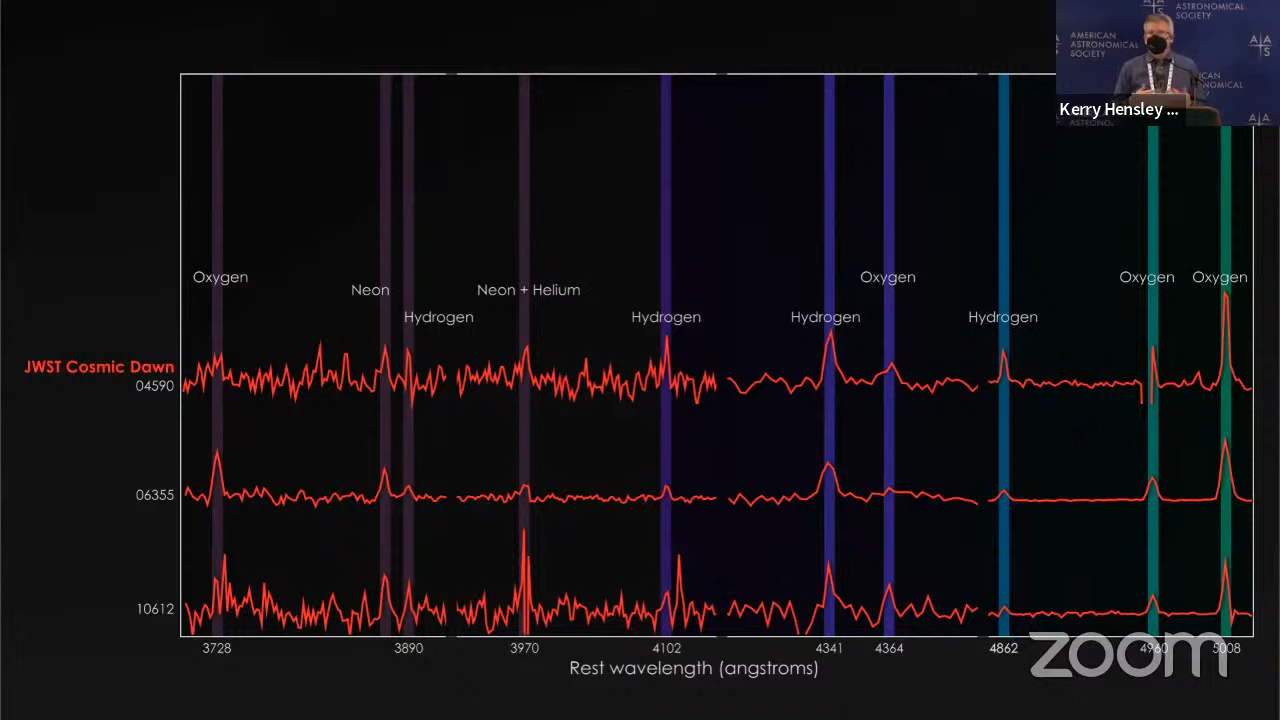 ASTRONOMICAL
SOCIETY
AMERICAN
ASTRONOMICAL
SOCIETY
AAS
Kerry Hensley ...
Oxygen
Oxygen
Oxygen
Oxygen
Neon
Neon + Helium
Hydrogen
Hydrogen
Hydrogen
Hydrogen
JWST Cosmic Dawn
04590
06355
10612
3728
3890
3970
4102
4341
4364
4862
4960
5008
Rest wavelength (angstroms)
zoom